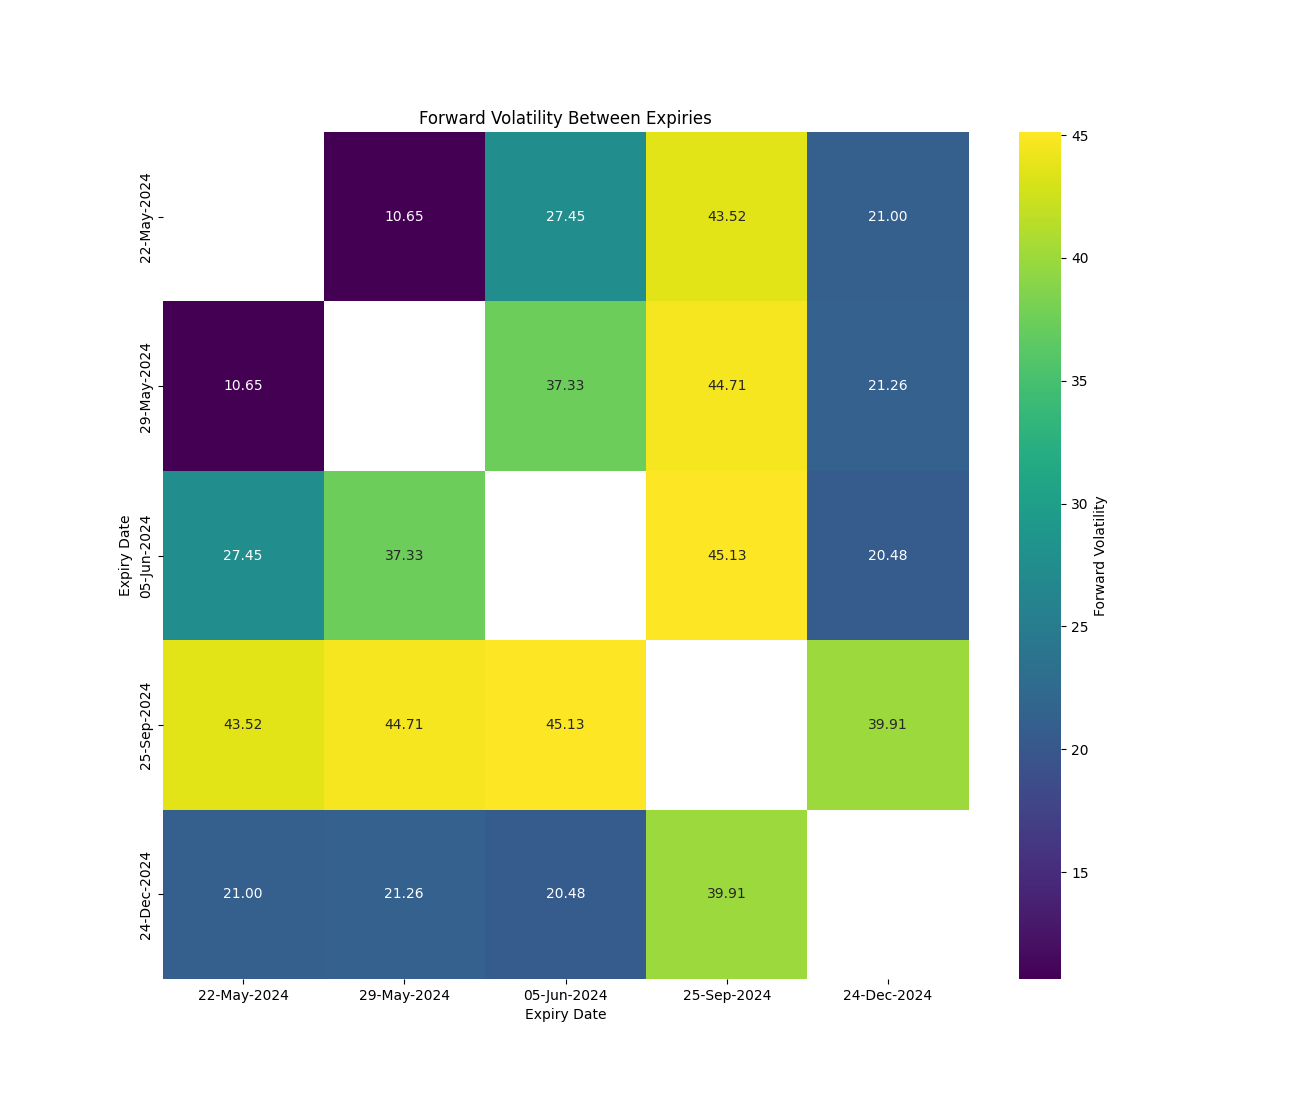 Forward Volatility Between Expiries
22-May-2024
10.65
27.45
43.52
21.00
45
40
29-May-2024
10.65
37.33
44.71
21.26
35
30
Expiry Date
05-Jun-2024
27.45
37.33
45.13
20.48
Forward Volatility
25
20
25-Sep-2024
43.52
44.71
45.13
39.91
15
24-Dec-2024
21.00
21.26
20.48
39.91
22-May-2024
29-May-2024
05-Jun-2024
25-Sep-2024
24-Dec-2024
Expiry Date